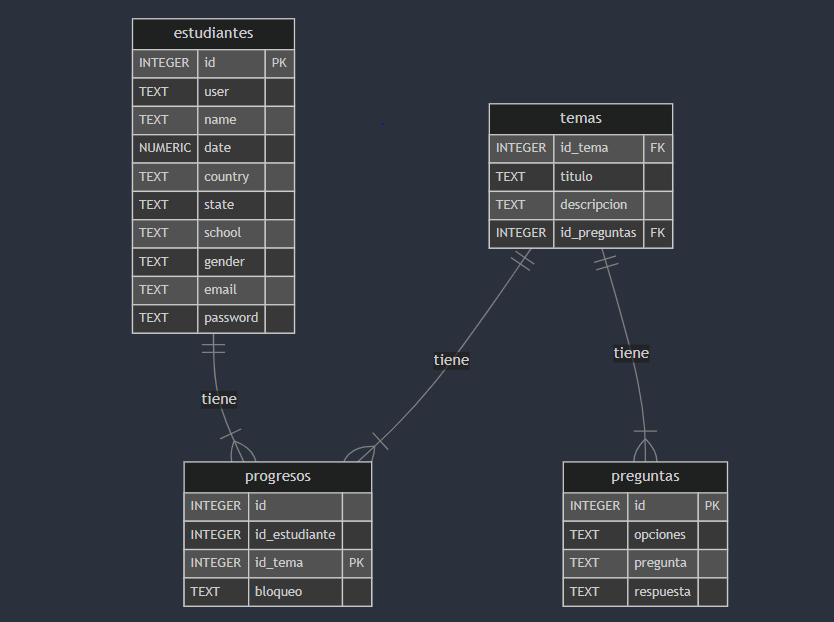 estudiantes
INTEGER id PK
TEXT user
TEXT name
NUMERIC date
TEXT country
TEXT state
TEXT school
TEXT gender
TEXT email
TEXT password
temas
INTEGER id_tema FK
TEXT titulo
TEXT descripcion
INTEGER id_preguntas FK
tiene
tiene
tiene
progresos
INTEGER id
INTEGER id_estudiante
INTEGER id_tema PK
TEXT bloqueo
preguntas
INTEGER id PK
TEXT opciones
TEXT pregunta
TEXT respuesta